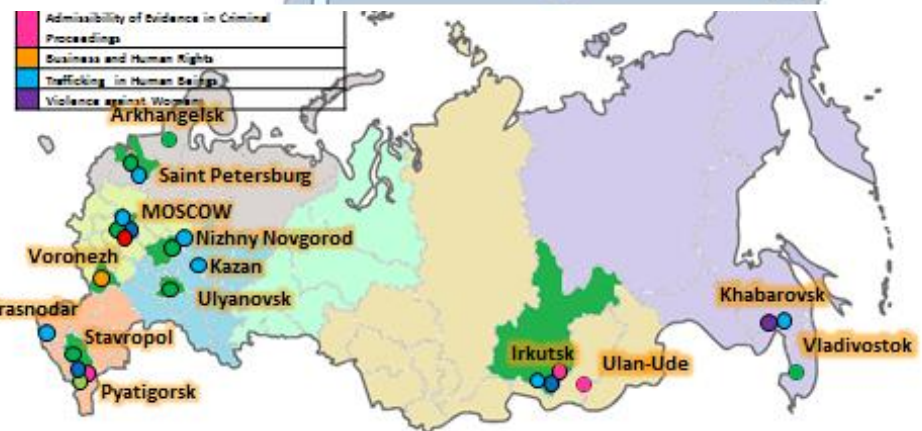 Admissibility of Evidence in Criminal
Proceedings
Business and Human Rights
Trafficking in Human Beings
Violence against Women
Arkhangelsk
Saint Petersburg
MOSCOW
Nizhny Novgorod
Voronezh
Kazan
Ulyanovsk
Khabarovsk
rasnodar
Stavropol
Vladivostok
Irkutsk
Ulan-Ude
Pyatigorsk